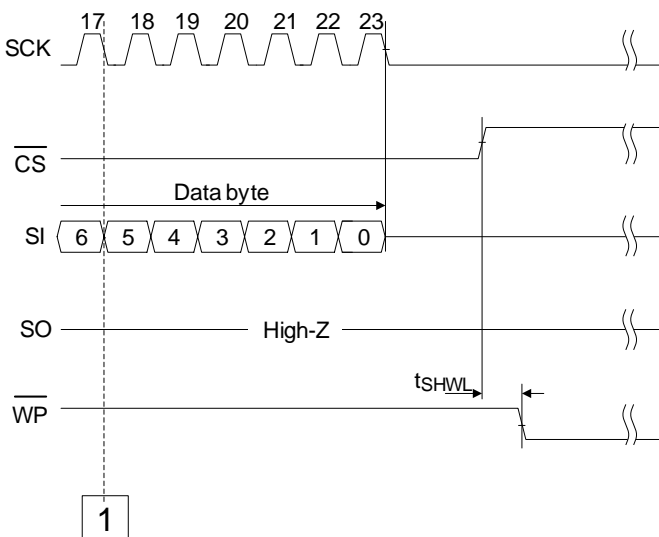 17 18 19 20 21 22 23
SCK
CS
Data byte
SI 6 5 4 3 2 1 0
SO High-Z
tSHWL
WP
1